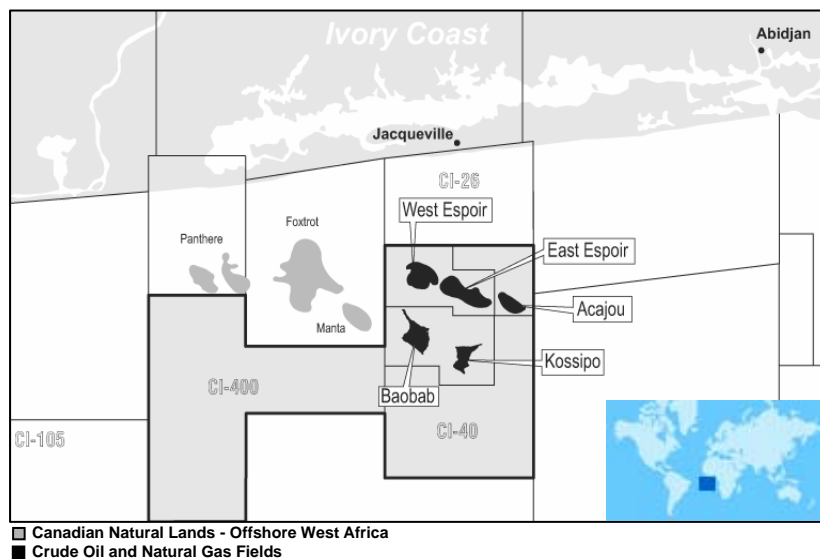 Ivory Coast
Abidjan
Jacqueville
CI-26
West Espoir
Foxtrot
Panthere
East Espoir
Acajou
Manta
Kossipo
CI-400
Baobab
CI-105
CI-40
Canadian Natural Lands - Offshore West Africa
Crude Oil and Natural Gas Fields